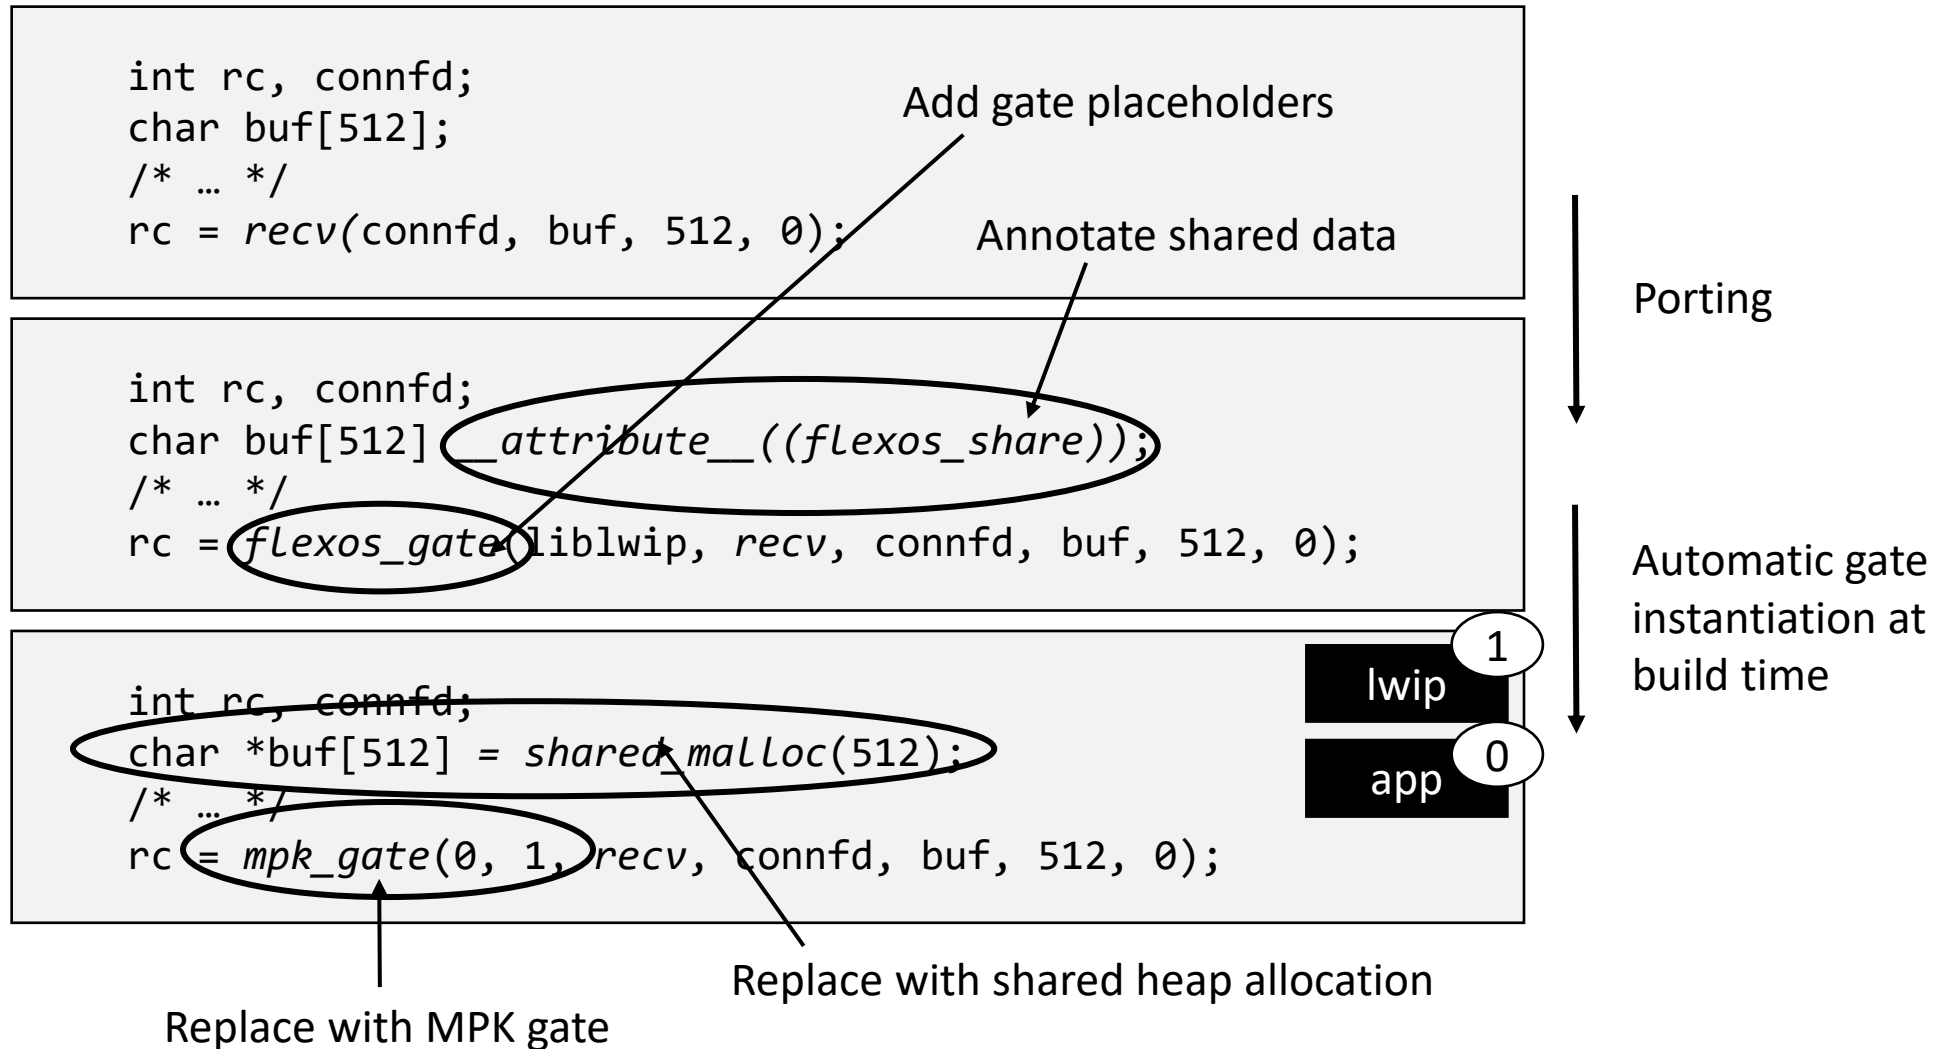 int rc, connfd;
char buf[512];
/* … */
rc = recv(connfd, buf, 512, 0);
Add gate placeholders
Annotate shared data
Porting
int rc, connfd;
char buf[512] __attribute__((flexos_share));
/* … */
rc = flexos_gate(liblwip, recv, connfd, buf, 512, 0);
Automatic gate
instantiation at
build time
int rc, connfd;
char *buf[512] = shared_malloc(512);
/* … */
rc = mpk_gate(0, 1, recv, connfd, buf, 512, 0);
1
lwip
0
app
Replace with shared heap allocation
Replace with MPK gate